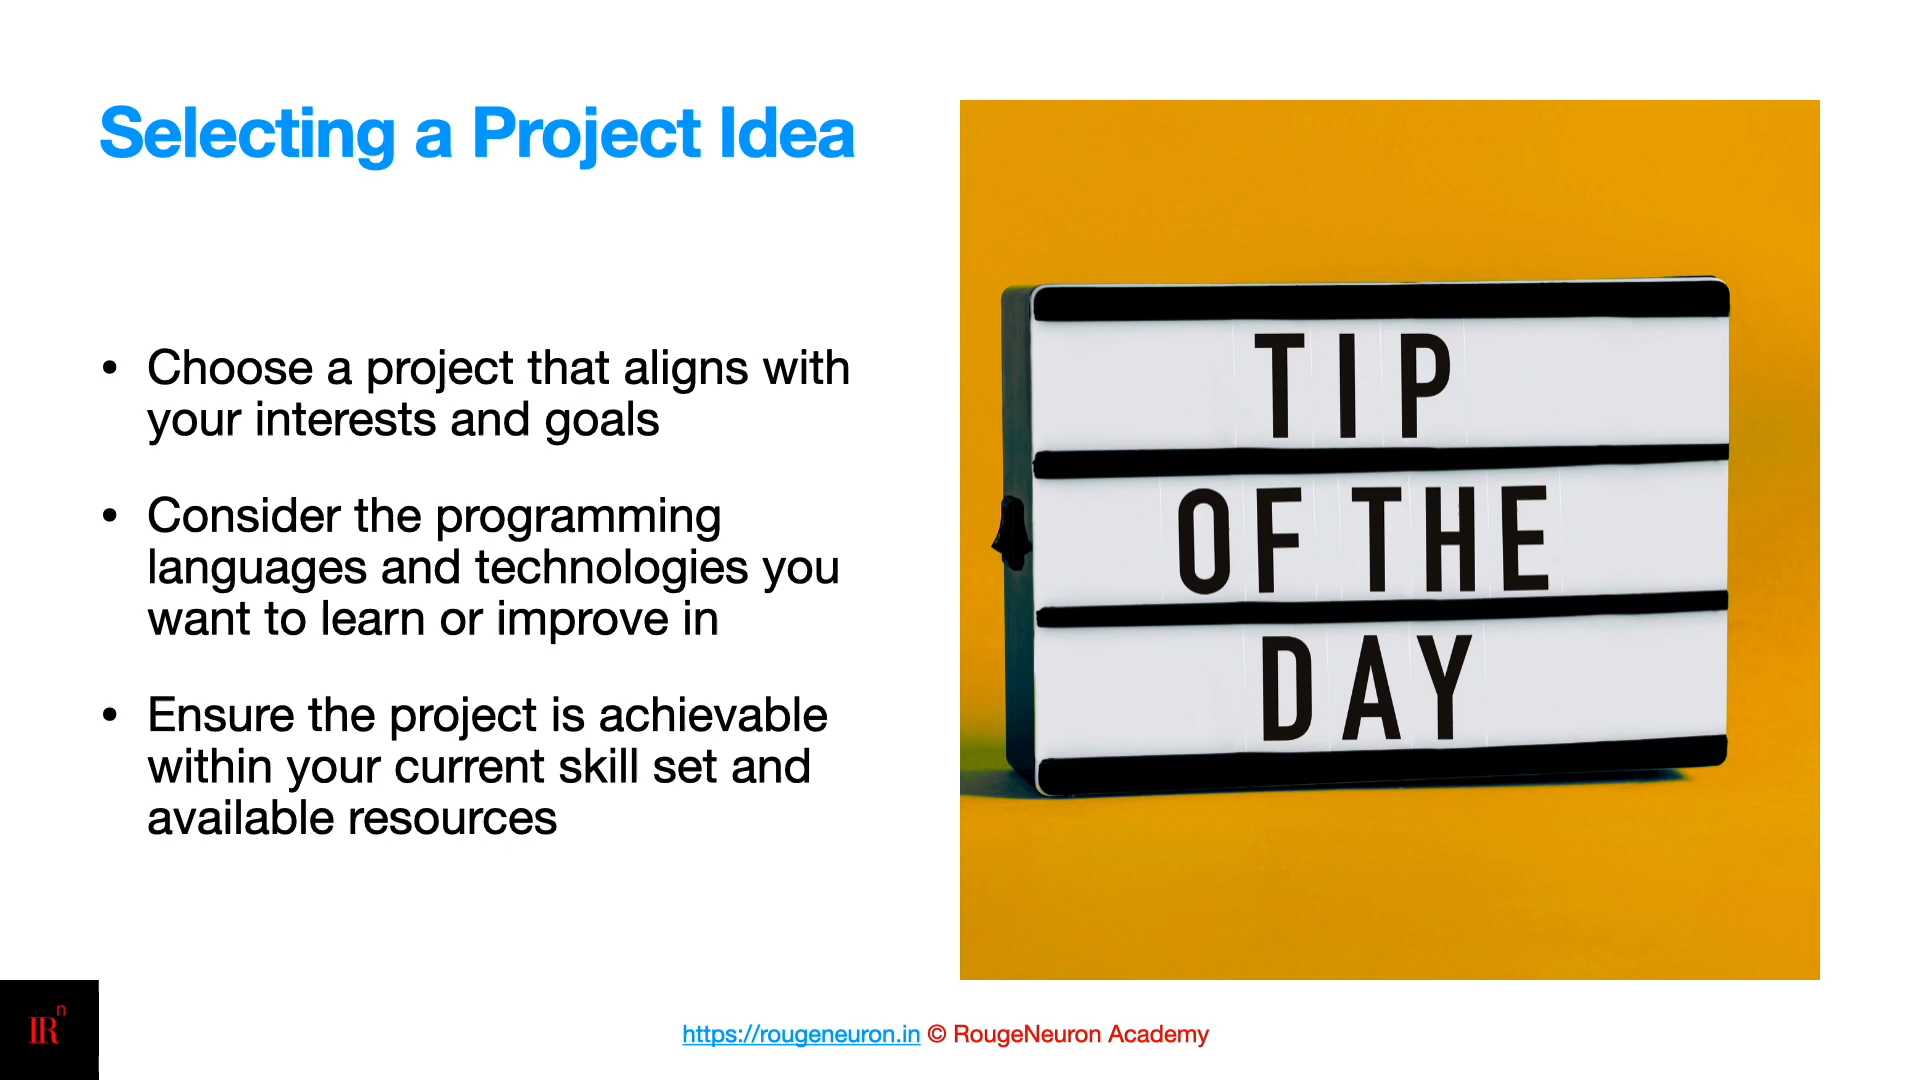 Selecting a Project Idea
• Choose a project that aligns with
your interests and goals
• Consider the programming
languages and technologies you
want to learn or improve in
• Ensure the project is achievable
within your current skill set and
available resources
TIP
OF THE
DAY
IRn
https://rougeneuron.in © RougeNeuron Academy